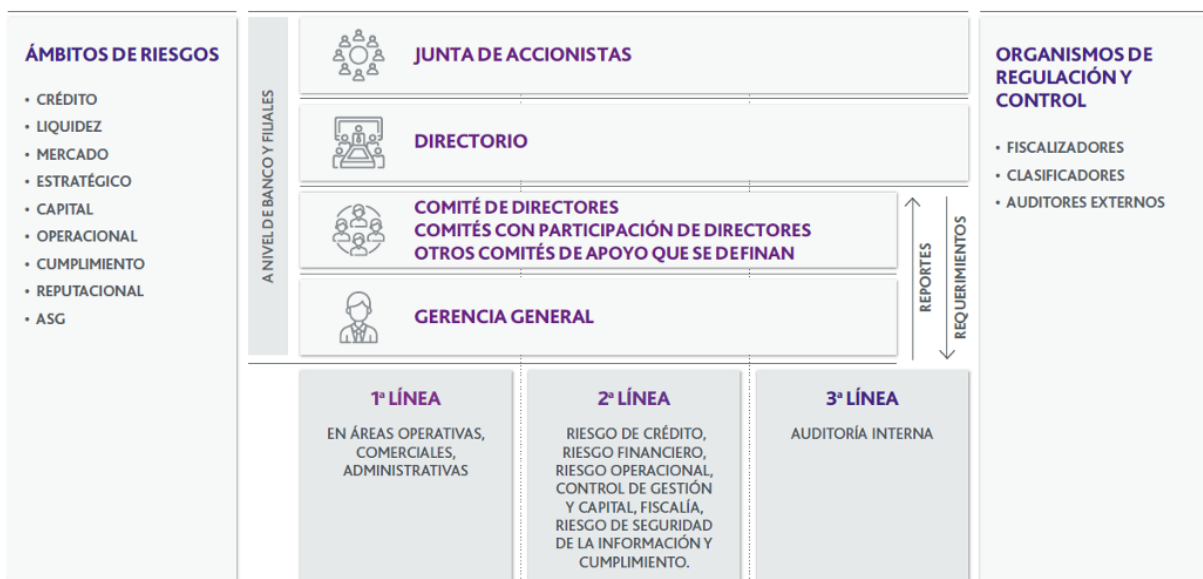 ÁMBITOS DE RIESGOS
• CRÉDITO
• LIQUIDEZ
• MERCADO
• ESTRATÉGICO
• CAPITAL
• OPERACIONAL
• CUMPLIMIENTO
• REPUTACIONAL
• ASG
A NIVEL DE BANCO Y FILIALES
JUNTA DE ACCIONISTAS
DIRECTORIO
COMITÉ DE DIRECTORES
COMITÉS CON PARTICIPACIÓN DE DIRECTORES
OTROS COMITÉS DE APOYO QUE SE DEFINAN
GERENCIA GENERAL
REPORTES
REQUERIMIENTOS
1ª LÍNEA
EN ÁREAS OPERATIVAS,
COMERCIALES,
ADMINISTRATIVAS
2ª LÍNEA
RIESGO DE CRÉDITO,
RIESGO FINANCIERO,
RIESGO OPERACIONAL,
CONTROL DE GESTIÓN
Y CAPITAL, FISCALÍA,
RIESGO DE SEGURIDAD
DE LA INFORMACIÓN Y
CUMPLIMIENTO.
3ª LÍNEA
AUDITORÍA INTERNA
ORGANISMOS DE
REGULACIÓN Y
CONTROL
• FISCALIZADORES
• CLASIFICADORES
• AUDITORES EXTERNOS